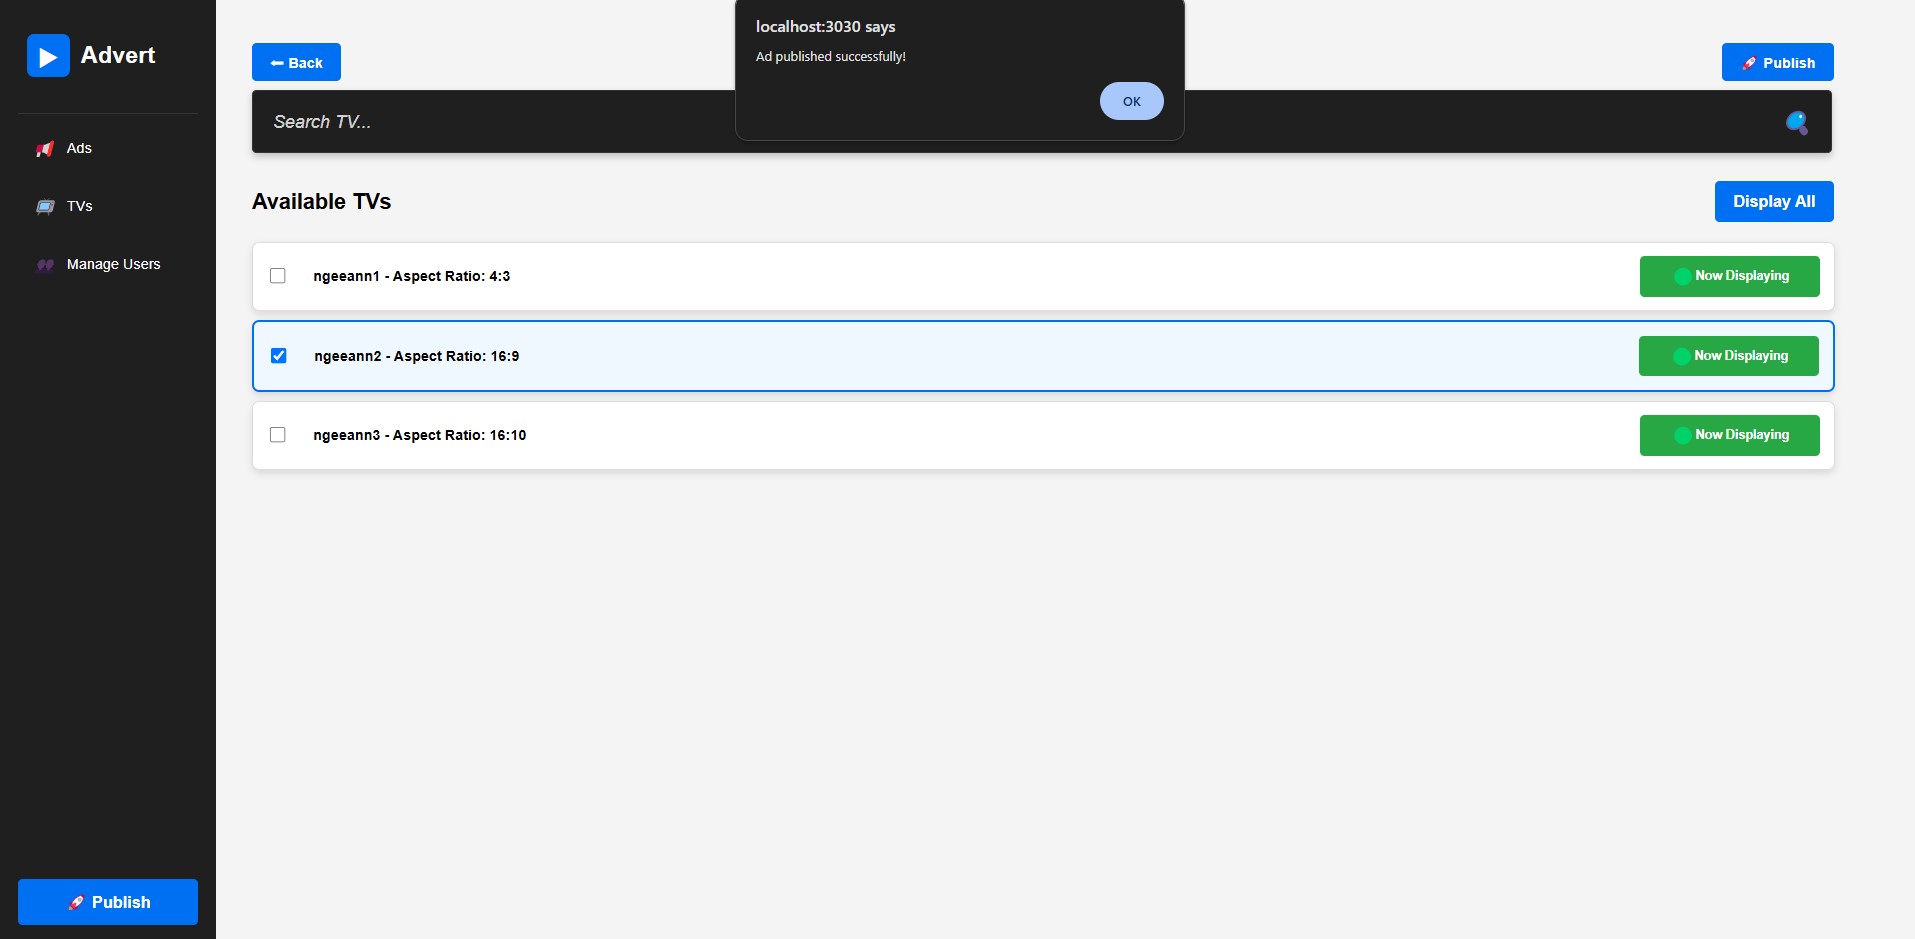 Advert
Ads
TVs
Manage Users
Publish
localhost:3030 says
Ad published successfully!
OK
Back
Publish
Search TV...
Available TVs
Display All
ngeeann1 - Aspect Ratio: 4:3
Now Displaying
ngeeann2 - Aspect Ratio: 16:9
Now Displaying
ngeeann3 - Aspect Ratio: 16:10
Now Displaying